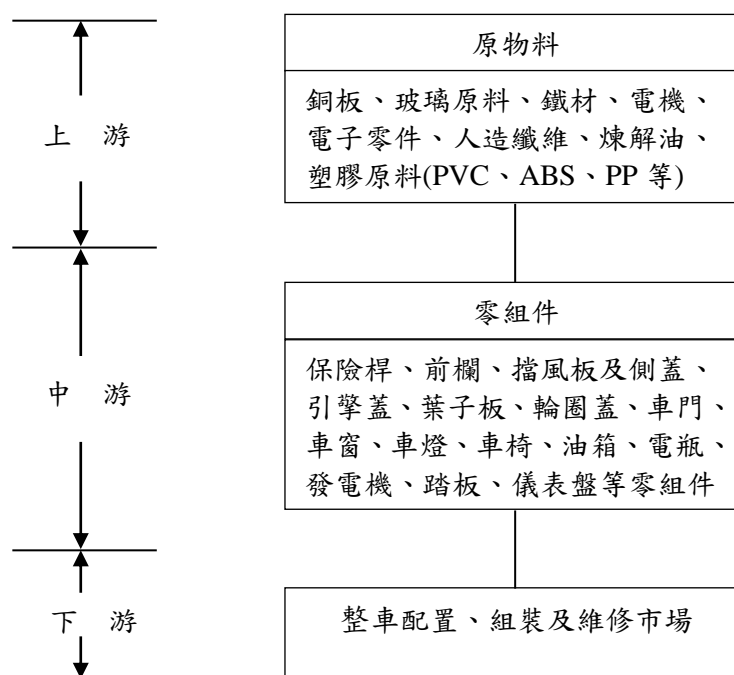 上 游
原物料
銅板、玻璃原料、鐵材、電機、
電子零件、人造纖維、煉解油、
塑膠原料(PVC、ABS、PP 等)
中 游
零組件
保險桿、前欄、擋風板及側蓋、
引擎蓋、葉子板、輪圈蓋、車門、
車窗、車燈、車椅、油箱、電瓶、
發電機、踏板、儀表盤等零組件
下 游
整車配置、組裝及維修市場